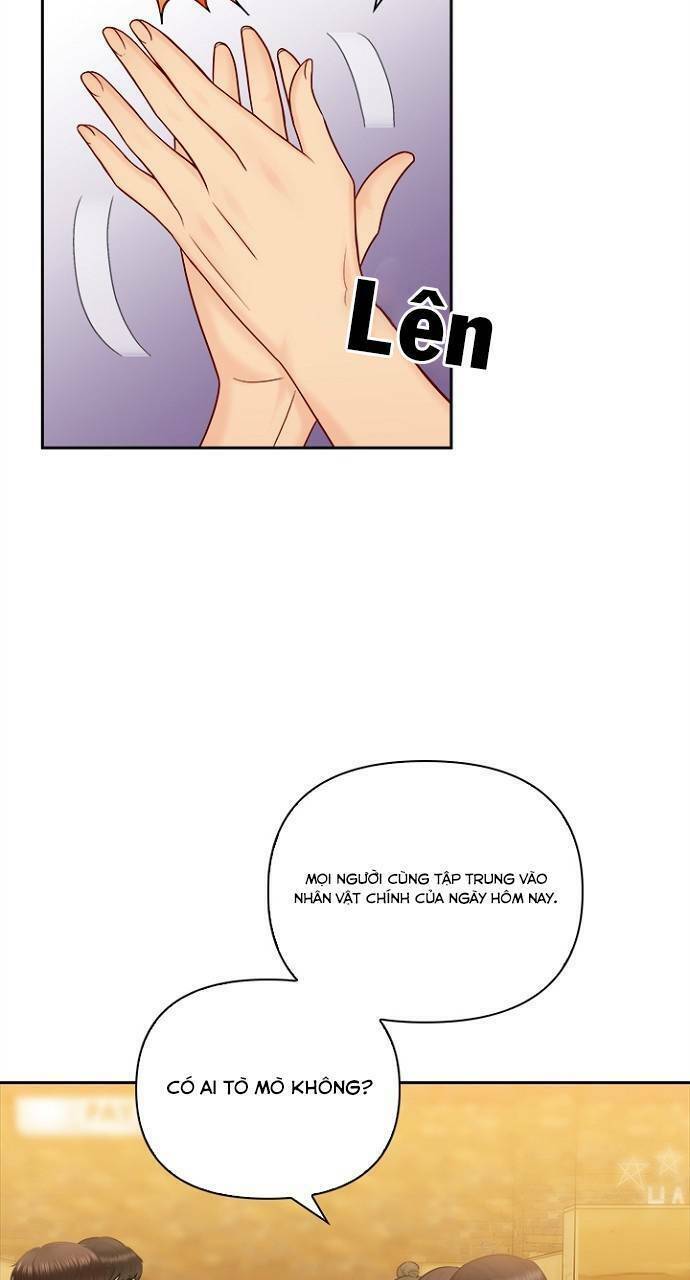 Lên
MỌI NGƯỜI CÙNG TẬP TRUNG VÀO
NHÂN VẬT CHÍNH CỦA NGÀY HÔM NAY.
CÓ AI TÒ MÒ KHÔNG?